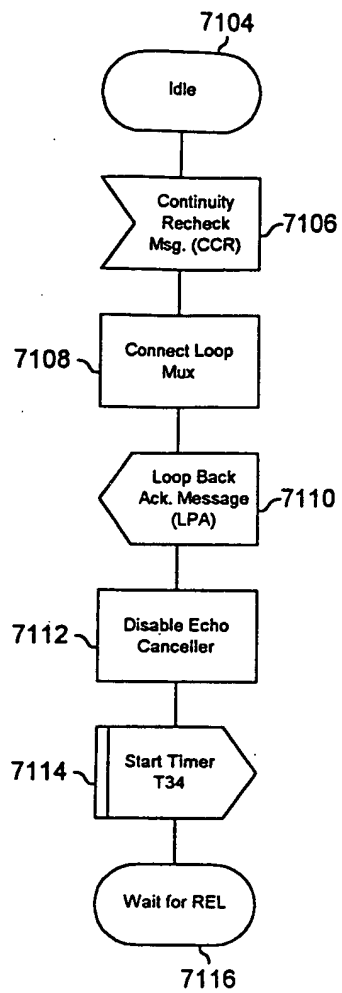 7104
Idle
Continuity
Recheck
Msg. (CCR)
7106
7108
Connect Loop
Mux
Loop Back
Ack. Message
(LPA)
7110
7112
Disable Echo
Canceller
7114
Start Timer
T34
Wait for REL
7116